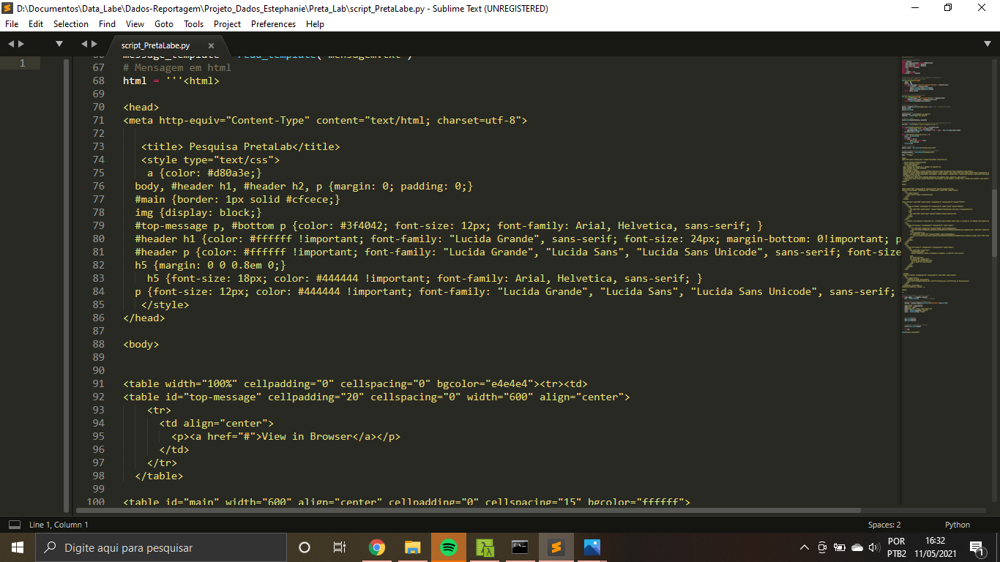 D:\Documentos\Data_Labe\Dados-Reportagem\Projeto_Dados_Estephanie\Preta_Lab\script_PretaLabe.py - Sublime Text (UNREGISTERED)
File Edit Selection Find View Goto Tools Project Preferences Help
script_PretaLabe.py
1
67 # Mensagem em html
68 html = '''<html>
69
70 <head>
71 <meta http-equiv="Content-Type" content="text/html; charset=utf-8">
72
73 <title> Pesquisa PretaLab</title>
74 <style type="text/css">
75 a {color: #d80a3e;}
76 body, #header h1, #header h2, p {margin: 0; padding: 0;}
77 #main {border: 1px solid #cfcece;}
78 img {display: block;}
79 #top-message p, #bottom p {color: #3f4042; font-size: 12px; font-family: Arial, Helvetica, sans-serif; }
80 #header h1 {color: #ffffff !important; font-family: "Lucida Grande", sans-serif; font-size: 24px; margin-bottom: 0!important; p
81 #header p {color: #ffffff !important; font-family: "Lucida Grande", "Lucida Sans", "Lucida Sans Unicode", sans-serif; font-size
82 h5 {margin: 0 0 0.8em 0;}
83 h5 {font-size: 18px; color: #444444 !important; font-family: Arial, Helvetica, sans-serif; }
84 p {font-size: 12px; color: #444444 !important; font-family: "Lucida Grande", "Lucida Sans", "Lucida Sans Unicode", sans-serif;
85 </style>
86 </head>
87
88 <body>
89
90
91 <table width="100%" cellpadding="0" cellspacing="0" bgcolor="e4e4e4"><tr><td>
92 <table id="top-message" cellpadding="20" cellspacing="0" width="600" align="center">
93 <tr>
94 <td align="center">
95 <p><a href="#">View in Browser</a></p>
96 </td>
97 </tr>
98 </table>
99
100 <table id="main" width="600" align="center" cellpadding="0" cellspacing="15" bgcolor="ffffff">
Line 1, Column 1
Spaces: 2
Python
Digite aqui para pesquisar
POR
PTB2
16:32
11/05/2021
1